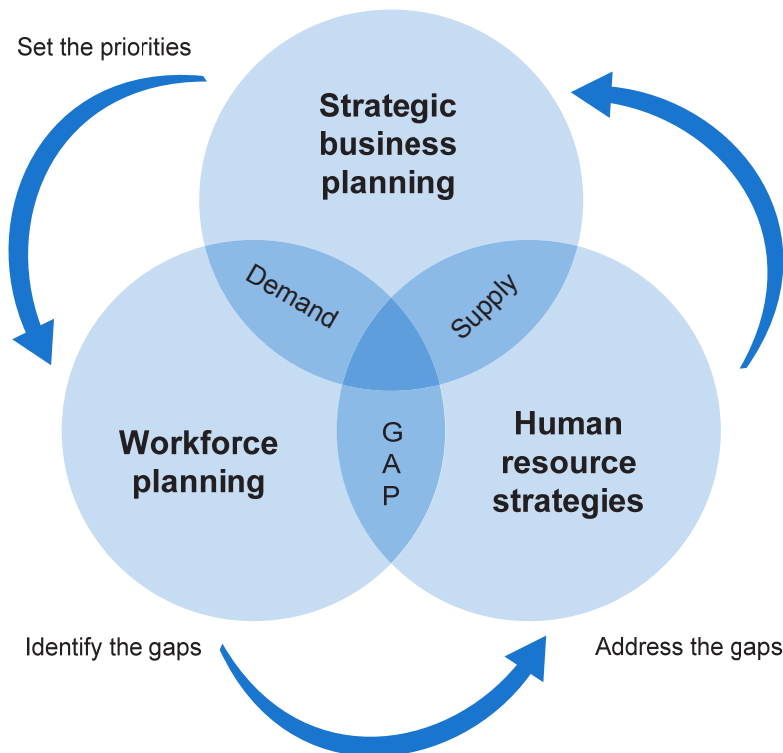 Set the priorities
Strategic
business
planning
Demand
Supply
Workforce
planning
G
A
P
Human
resource
strategies
Identify the gaps
Address the gaps